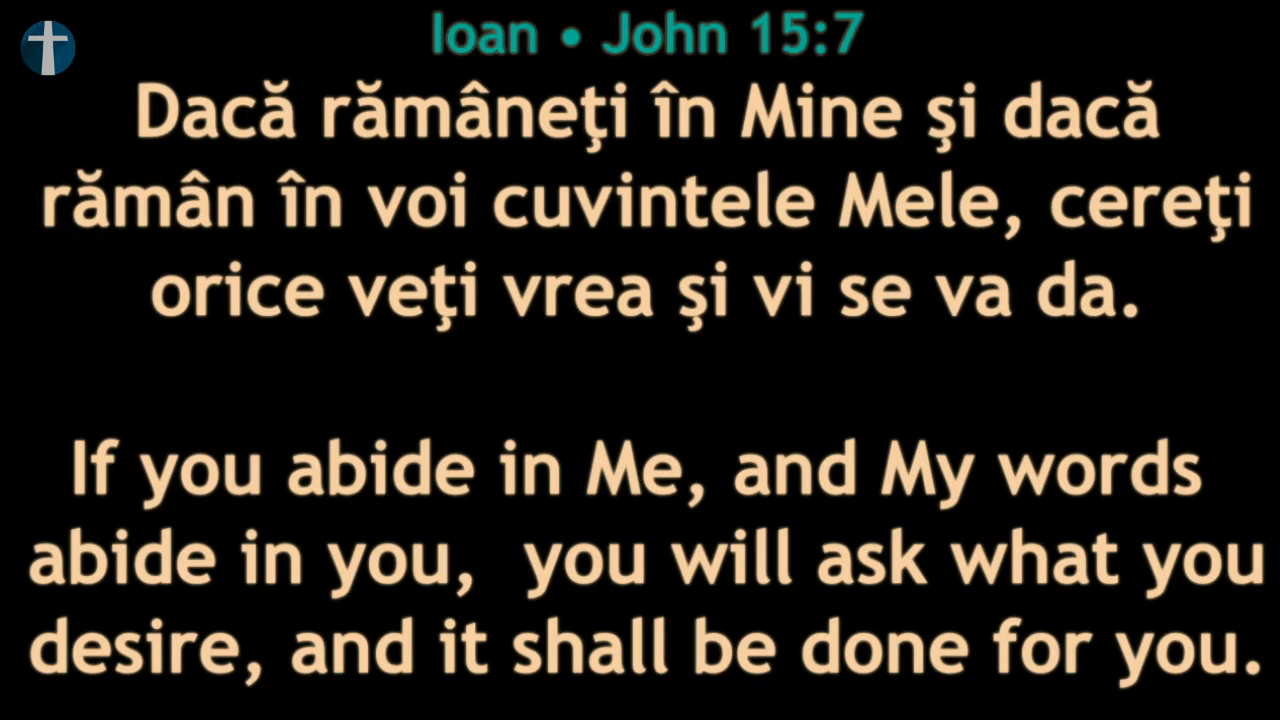 Ioan • John 15:7
Dacă rămâneţi în Mine şi dacă
rămân în voi cuvintele Mele, cereţi
orice veţi vrea şi vi se va da.
If you abide in Me, and My words
abide in you,  you will ask what you
desire, and it shall be done for you.